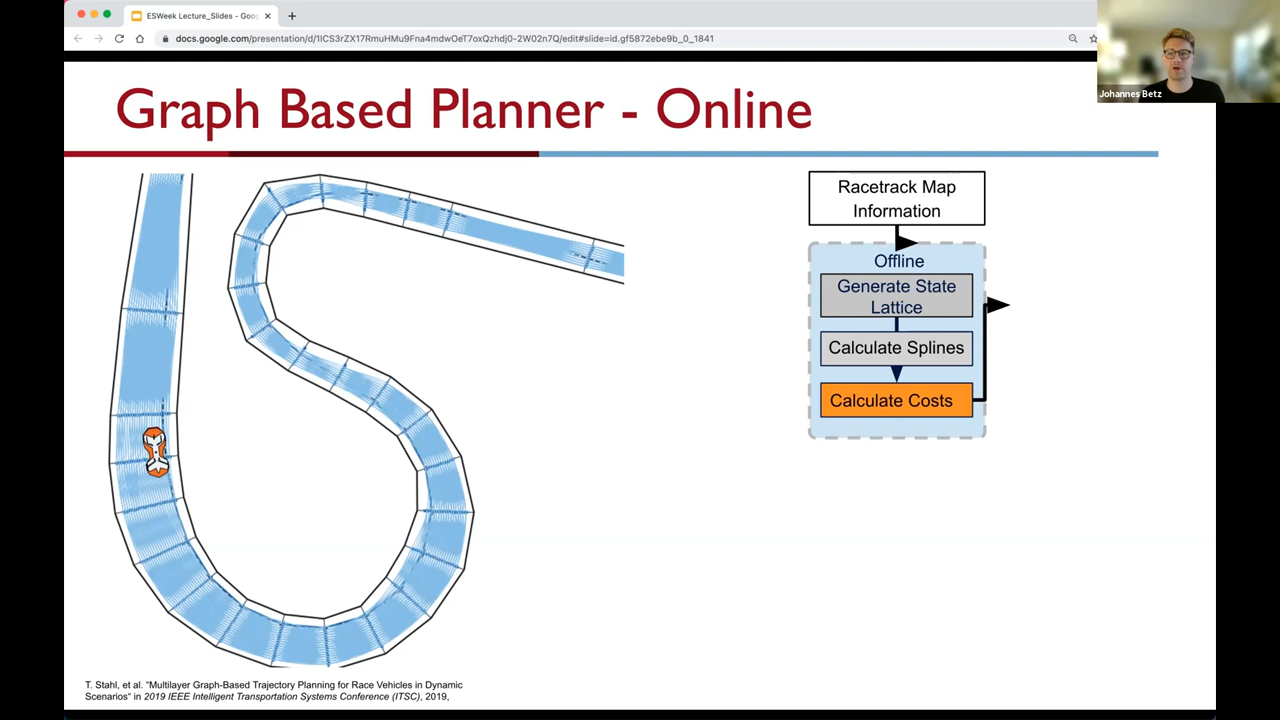 ESWeek Lecture_Slides - Goo
docs.google.com/presentation/d/1ICS3rZX17RmuHMu9Fna4mdwOeT7oxQzhdj0-2W02n7Q/edit#slide=id.gf5872ebe9b_0_1841
Johannes Betz
Graph Based Planner - Online
Racetrack Map
Information
Offline
Generate State
Lattice
Calculate Splines
Calculate Costs
T. Stahl, et al. "Multilayer Graph-Based Trajectory Planning for Race Vehicles in Dynamic
Scenarios" in 2019 IEEE Intelligent Transportation Systems Conference (ITSC), 2019,